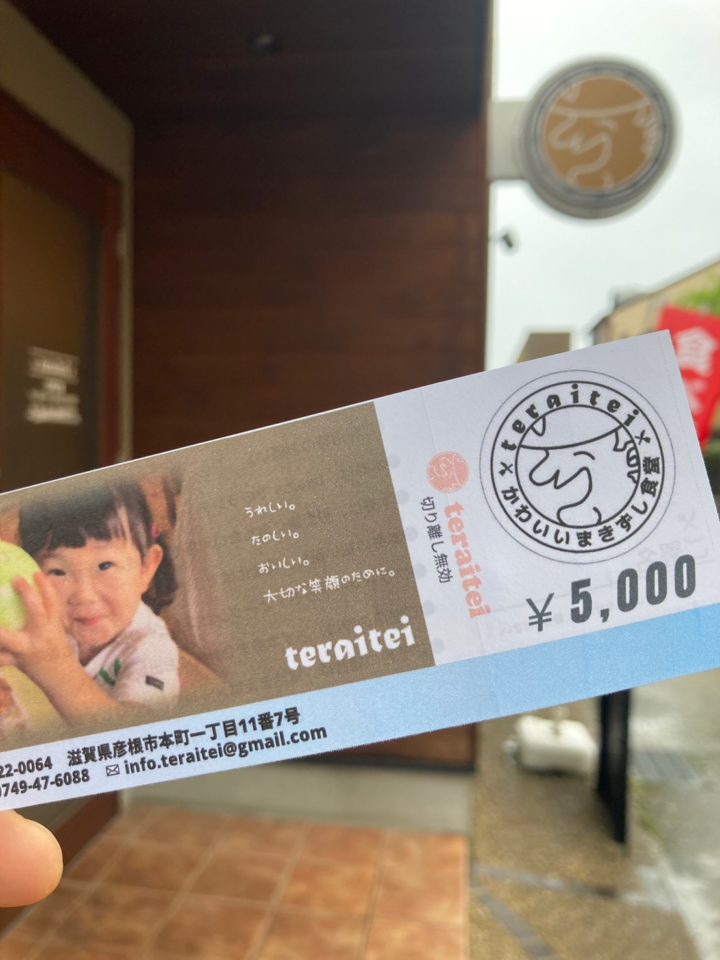 うれしい。
たのしい。
おいしい。
大切な笑顔のために。
teraitei
teraitei
切り離し無効
teraitei
かわいいまきずし食堂
¥5,000
22-0064 滋賀県彦根市本町一丁目11番7号
0749-47-6088 ✉ info.teraitei@gmail.com
食